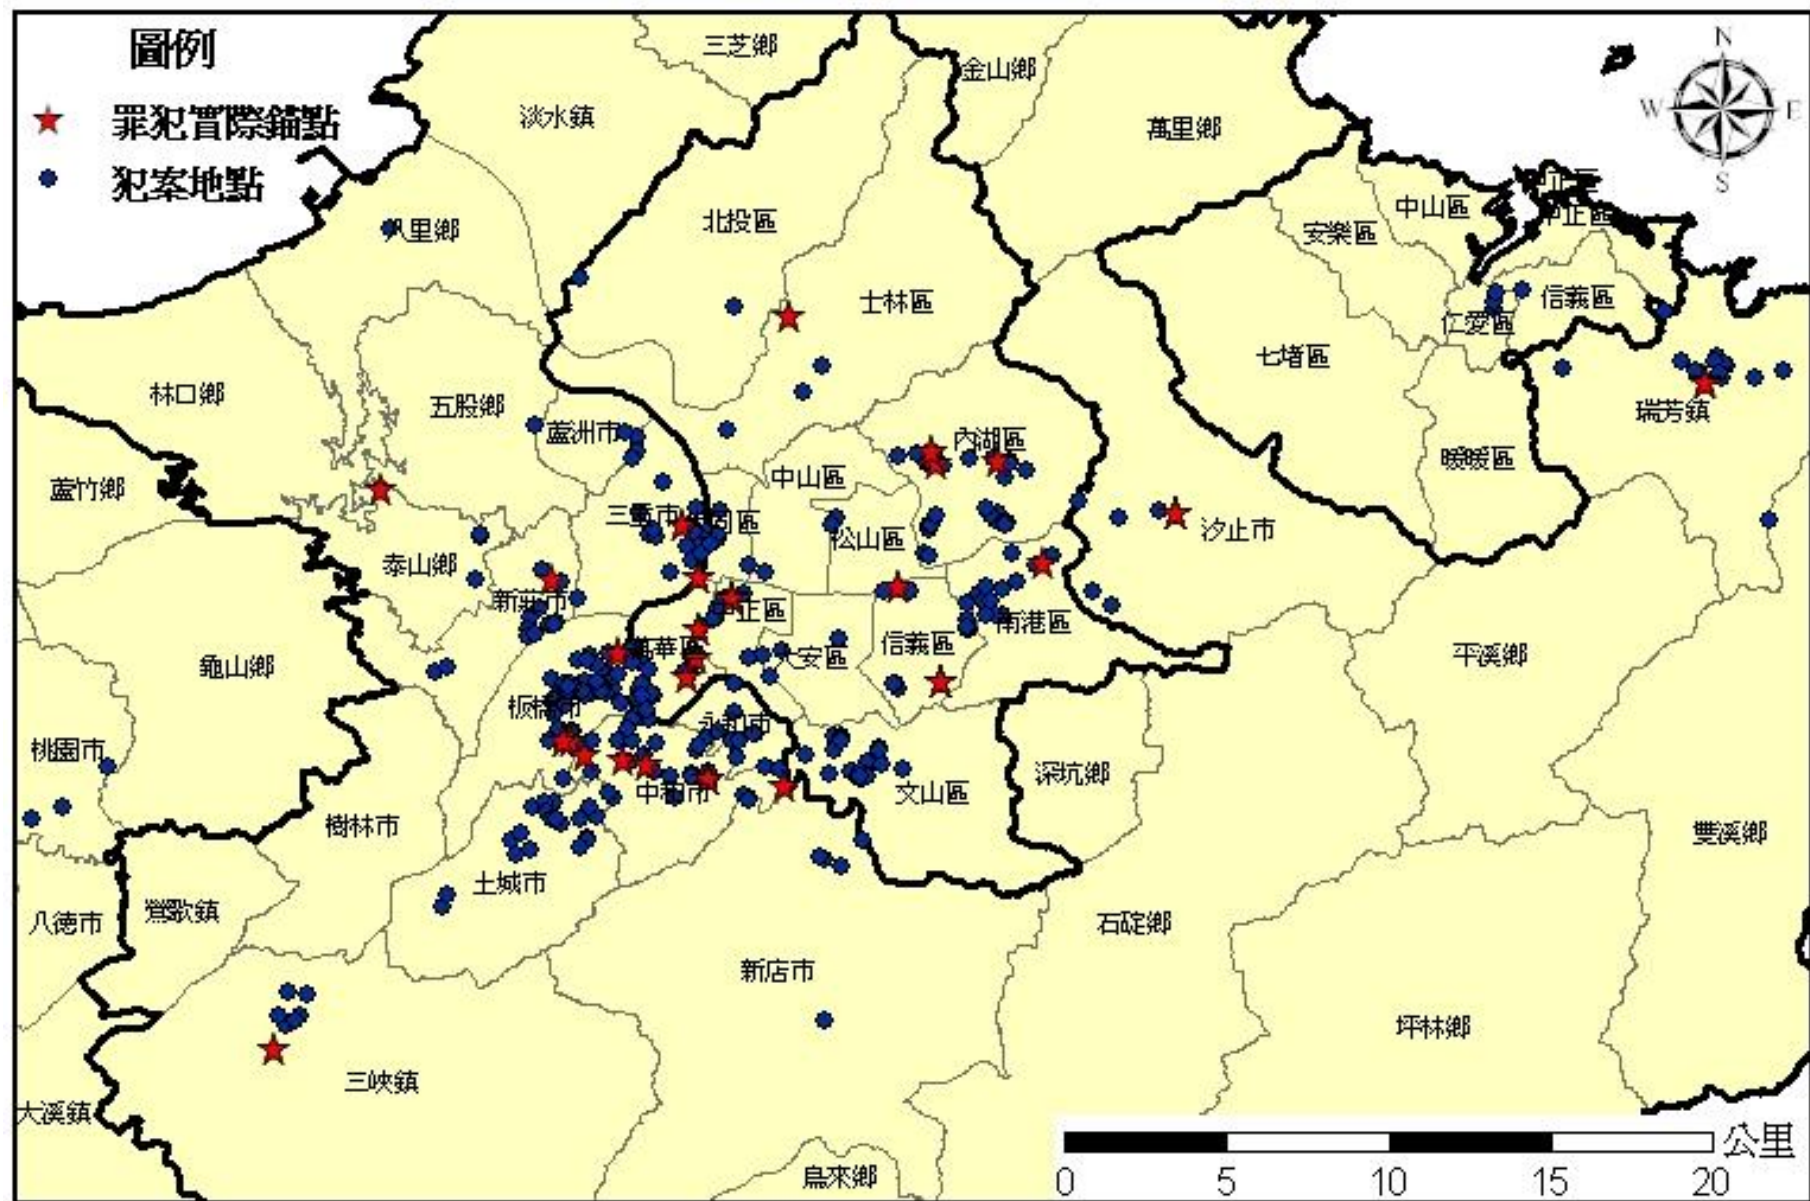 圖例
罪犯實際錨點
犯案地點
N
W
E
S
三芝鄉
金山鄉
淡水鎮
萬里鄉
八里鄉
北投區
中山區
中正區
安樂區
士林區
信義區
仁愛區
七堵區
林口鄉
五股鄉
瑞芳鎮
蘆洲市
內湖區
暖暖區
中山區
蘆竹鄉
三重市
松山區
汐止市
泰山鄉
新莊市
中正區
南港區
信義區
萬華區
大安區
平溪鄉
龜山鄉
板橋市
永和市
桃園市
深坑鄉
中和市
文山區
樹林市
雙溪鄉
土城市
鶯歌鎮
八德市
石碇鄉
新店市
坪林鄉
三峽鎮
大溪鎮
烏來鄉
公里
0 5 10 15 20